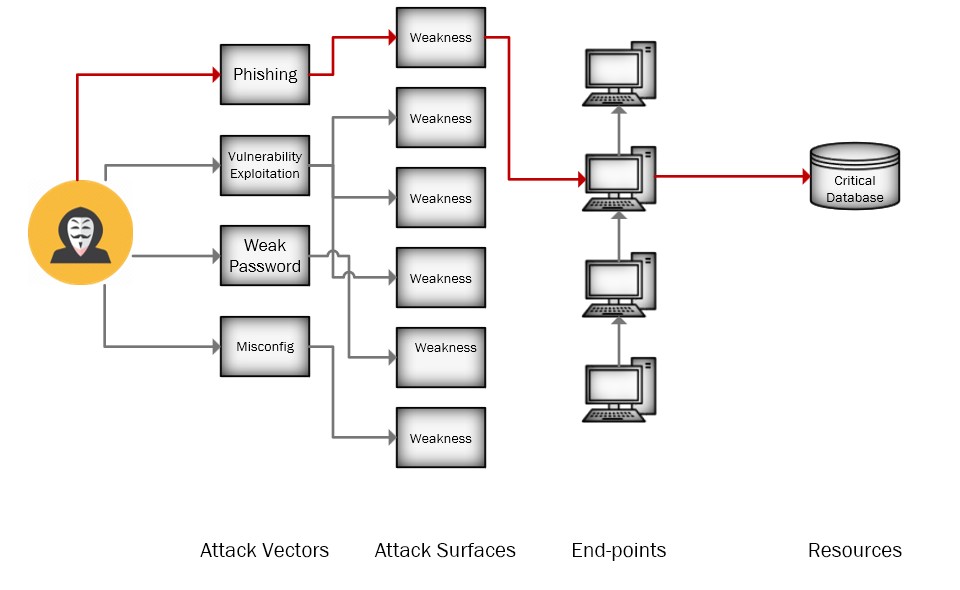 Phishing
Vulnerability
Exploitation
Weak
Password
Misconfig
Weakness
Weakness
Weakness
Weakness
Weakness
Weakness
Critical
Database
Attack Vectors
Attack Surfaces
End-points
Resources